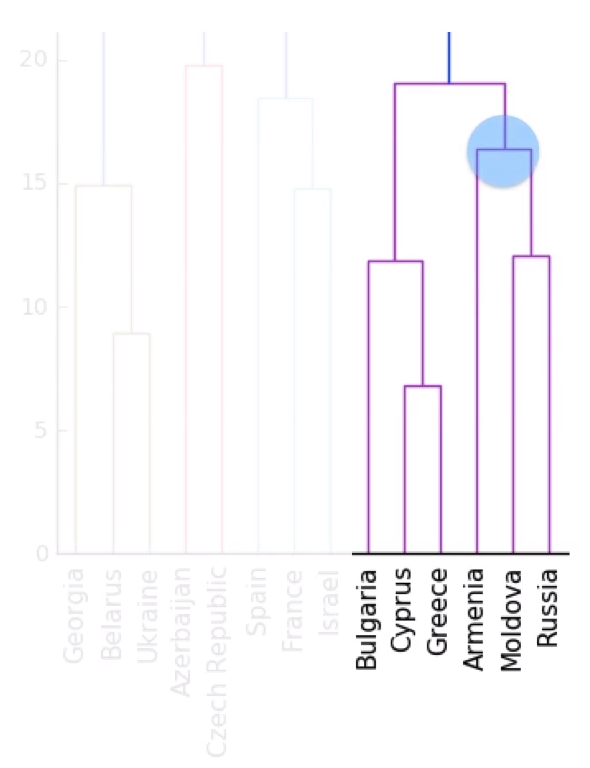 20
15
10
5
0
Georgia
Belarus
Ukraine
Azerbaijan
Czech Republic
Spain
France
Israel
Bulgaria
Cyprus
Greece
Armenia
Moldova
Russia